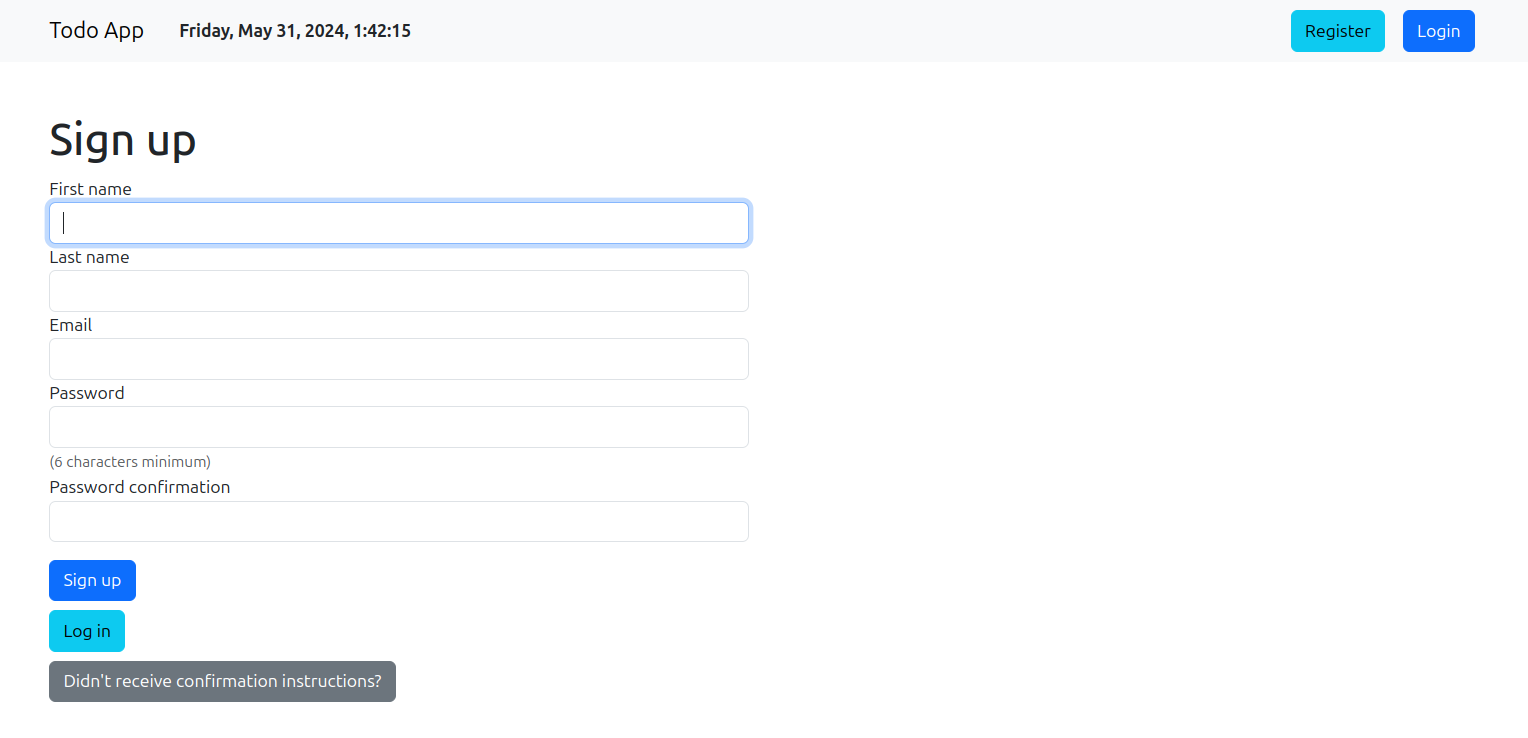 Todo App Friday, May 31, 2024, 1:42:15 Register Login
Sign up
First name
Last name
Email
Password
(6 characters minimum)
Password confirmation
Sign up
Log in
Didn't receive confirmation instructions?